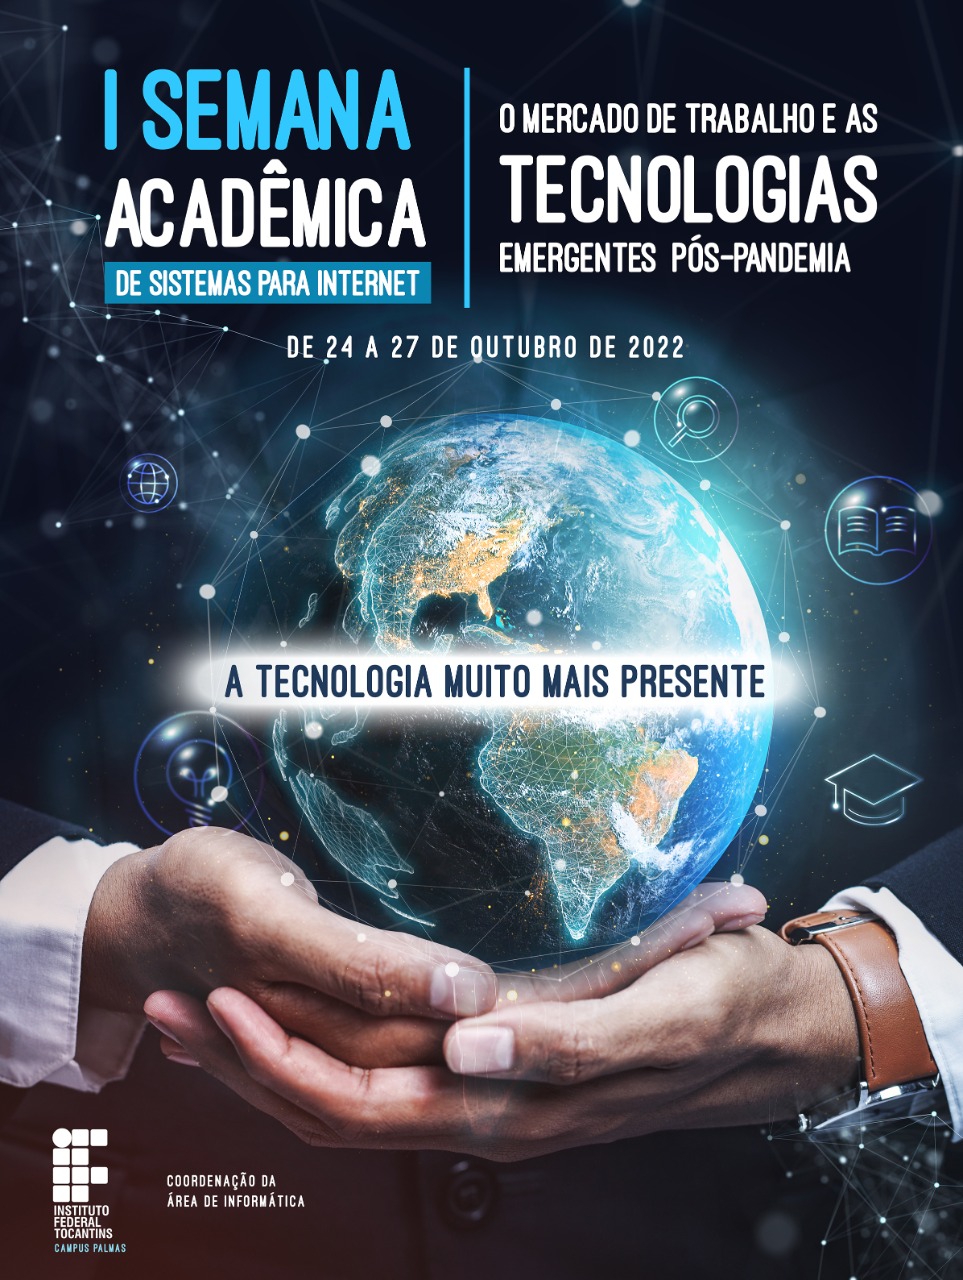 I SEMANA
ACADÊMICA
DE SISTEMAS PARA INTERNET
O MERCADO DE TRABALHO E AS
TECNOLOGIAS
EMERGENTES PÓS-PANDEMIA
DE 24 A 27 DE OUTUBRO DE 2022
A TECNOLOGIA MUITO MAIS PRESENTE
INSTITUTO
FEDERAL
TOCANTINS
CAMPUS PALMAS
COORDENAÇÃO DA
ÁREA DE INFORMÁTICA